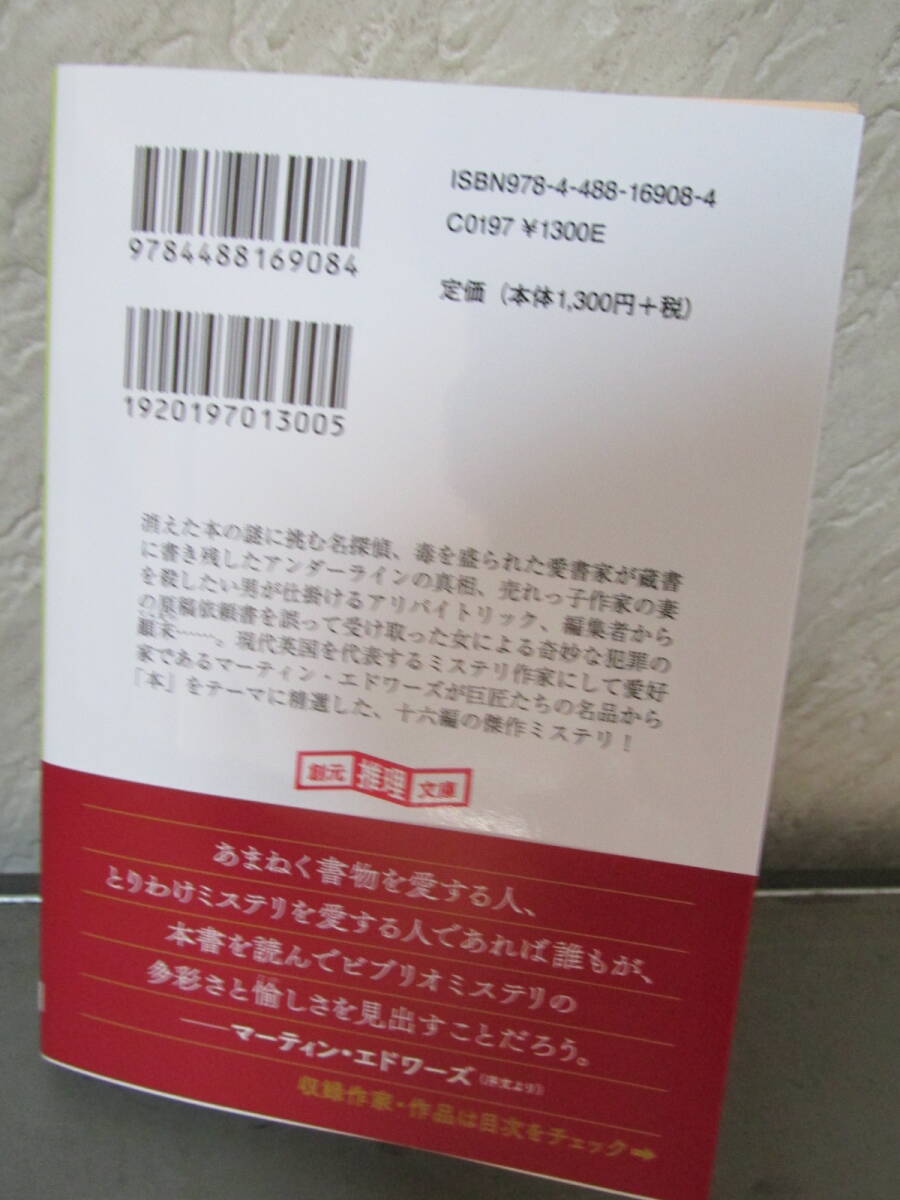 9784488169084
ISBN978-4-488-16908-4
C0197 ¥1300E
定価（本体1,300円＋税）
1920197013005
消えた本の謎に挑む名探偵、毒を盛られた愛書家が蔵書
に書き残したアンダーラインの真相、売れっ子作家の妻
を殺したい男が仕掛けるアリバイトリック、編集者から
の原稿依頼書を誤って受け取った女による奇妙な犯罪の
顚末……。現代英国を代表するミステリ作家にして愛好
家であるマーティン・エドワーズが巨匠たちの名品から
「本」をテーマに精選した、十六編の傑作ミステリ！
創元推理文庫
あまねく書物を愛する人、
とりわけミステリを愛する人であれば誰もが、
本書を読んでビブリオミステリの
多彩さと愉しさを見出すことだろう。
――マーティン・エドワーズ（序文より）
収録作家・作品は目次をチェック➡